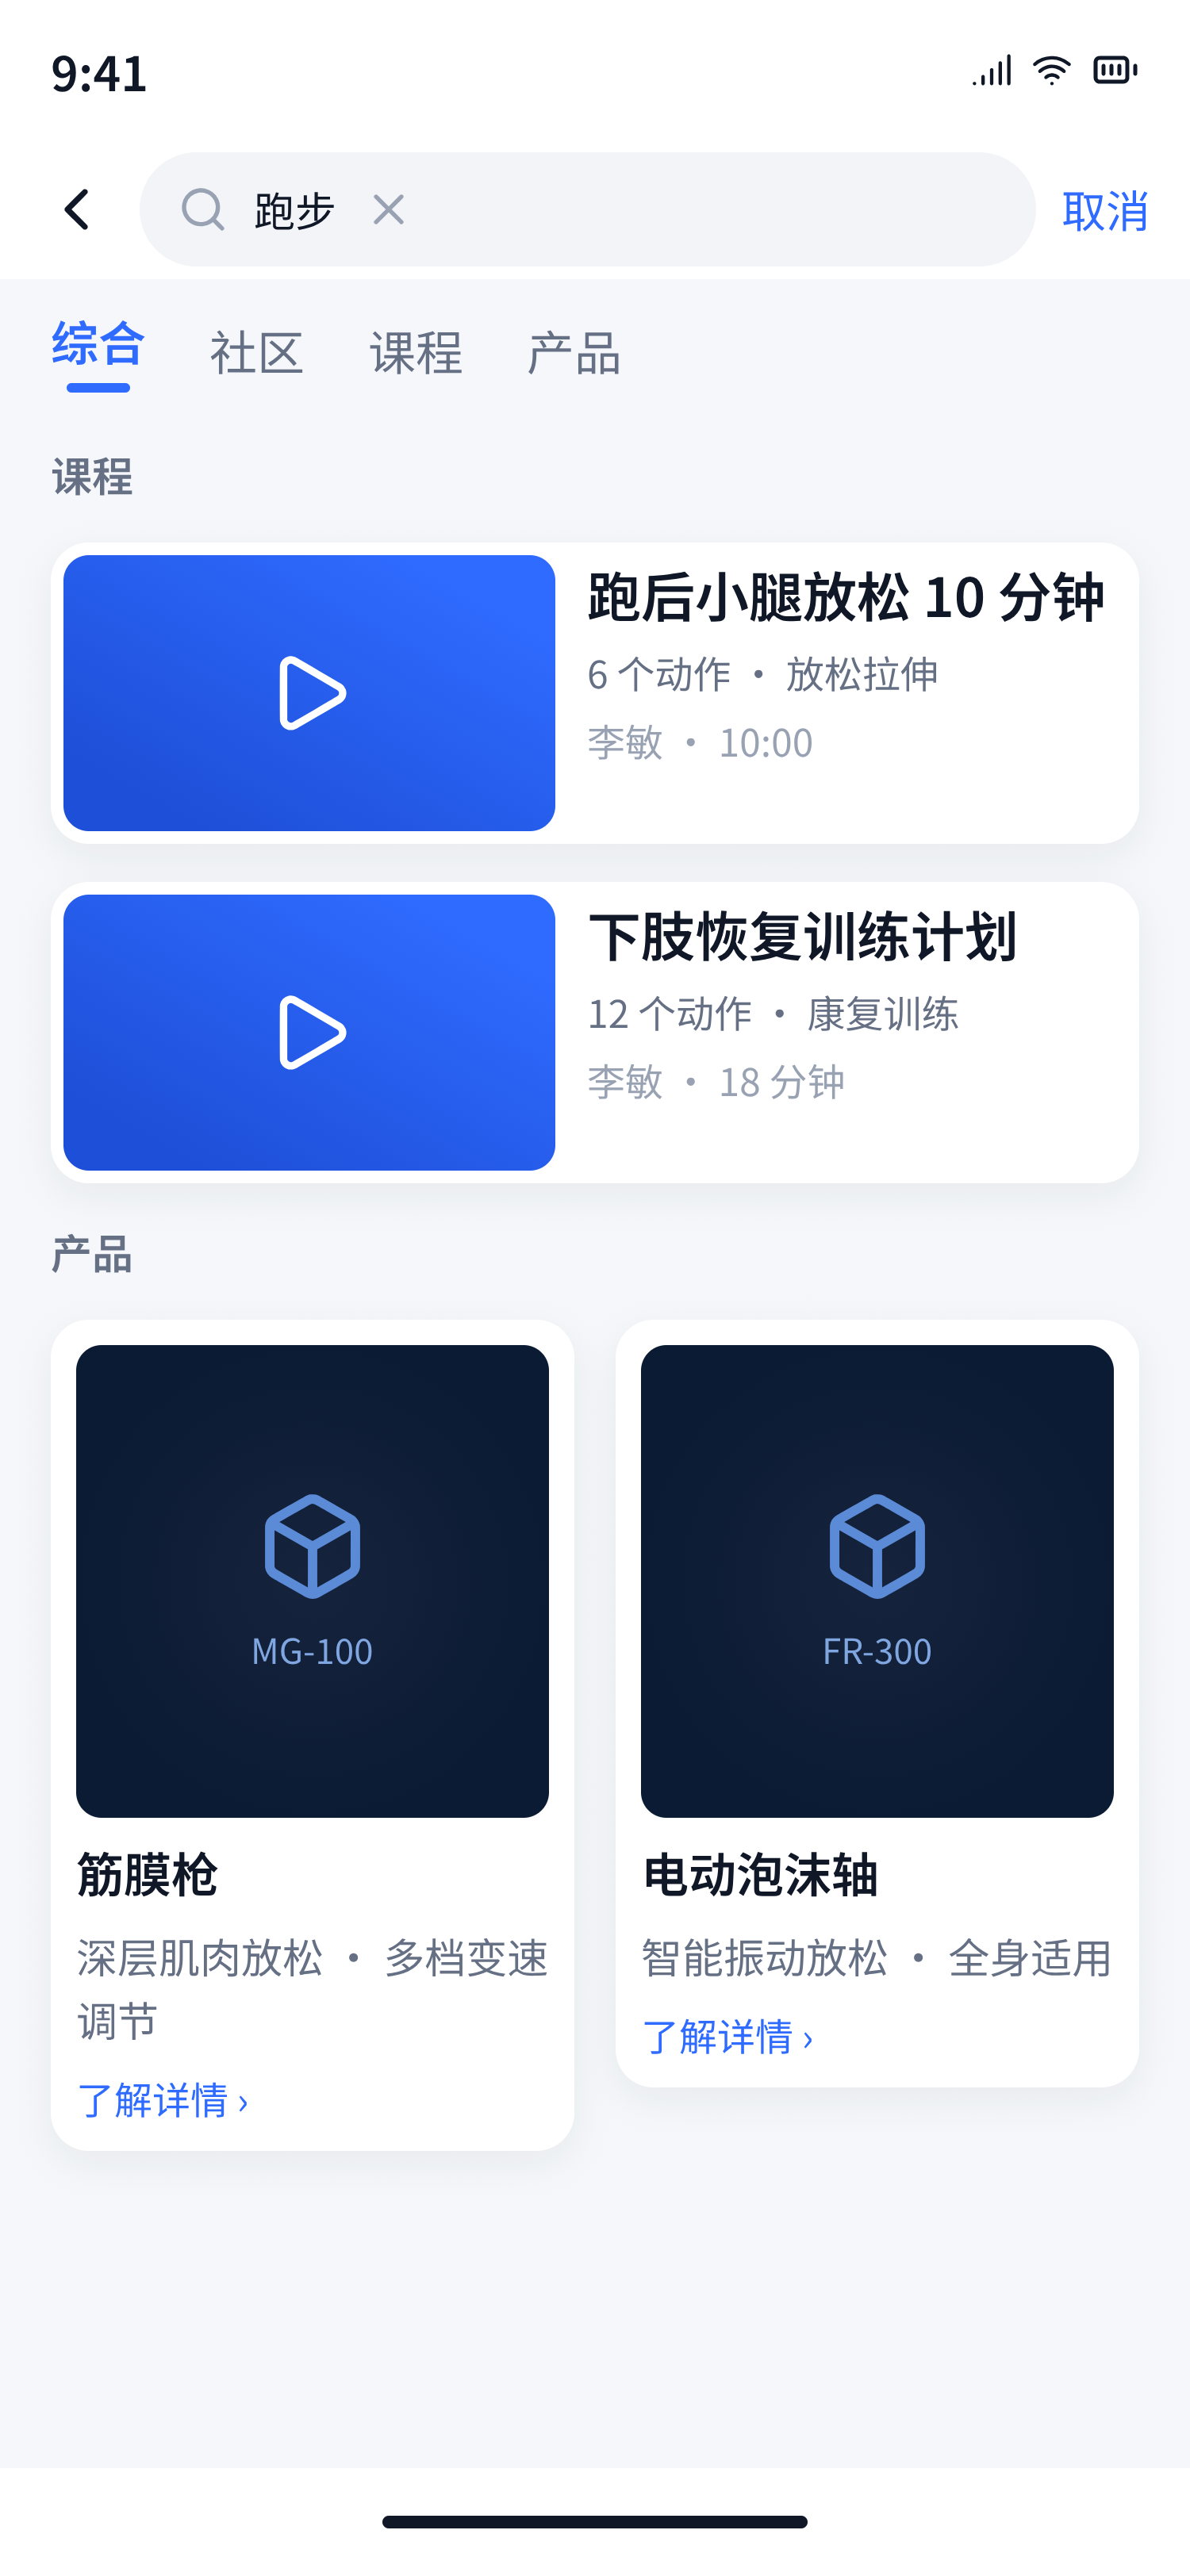 9:41
跑步
取消
综合 社区 课程 产品
课程
跑后小腿放松 10 分钟
6 个动作 · 放松拉伸
李敏 · 10:00
下肢恢复训练计划
12 个动作 · 康复训练
李敏 · 18 分钟
产品
MG-100
筋膜枪
深层肌肉放松 · 多档变速
调节
了解详情 ›
FR-300
电动泡沫轴
智能振动放松 · 全身适用
了解详情 ›